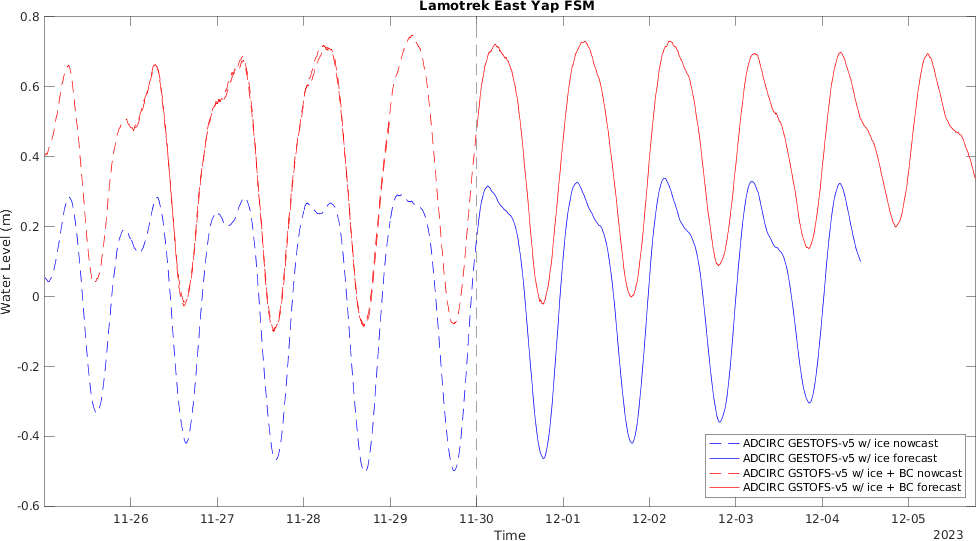 Lamotrek East Yap FSM
0.8
0.6
0.4
0.2
0
-0.2
-0.4
-0.6
Water Level (m)
ADCIRC GESTOFS-v5 w/ ice nowcast
ADCIRC GESTOFS-v5 w/ ice forecast
ADCIRC GSTOFS-v5 w/ ice + BC nowcast
ADCIRC GSTOFS-v5 w/ ice + BC forecast
11-26 11-27 11-28 11-29 11-30 12-01 12-02 12-03 12-04 12-05
Time
2023